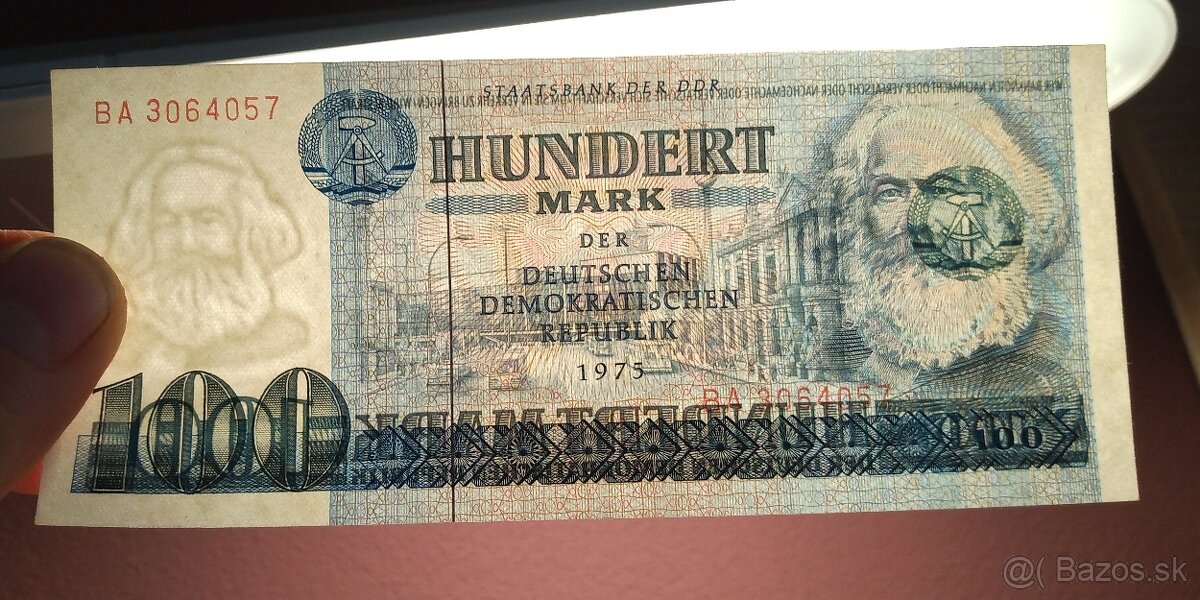 STAATSBANK DER DDR
BA 3064057
HUNDERT
MARK
DER
DEUTSCHEN
DEMOKRATISCHEN
REPUBLIK
1975
BA 3064057
100
100
@( Bazos.sk